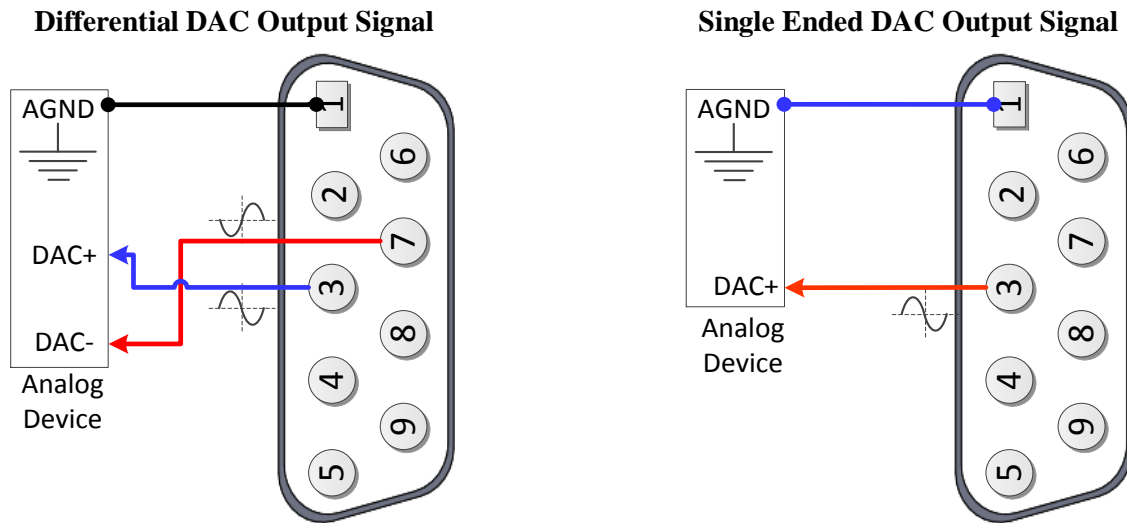 Differential DAC Output Signal
AGND
DAC+
DAC-
Analog
Device
1
6
2
7
3
8
4
9
5
Single Ended DAC Output Signal
AGND
DAC+
Analog
Device
1
6
2
7
3
8
4
9
5